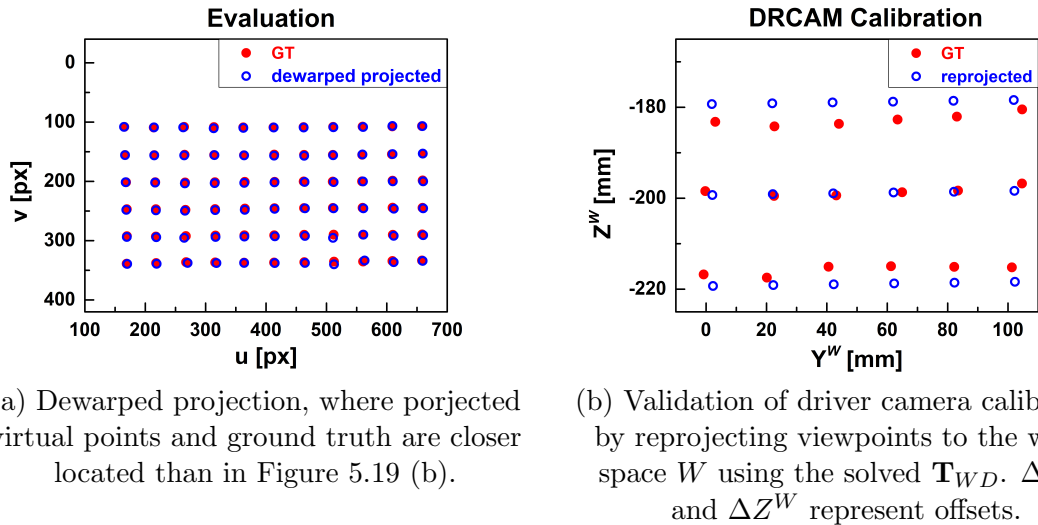 Evaluation
GT
dewarped projected
0
100
200
300
400
v [px]
100 200 300 400 500 600 700
u [px]
DRCAM Calibration
GT
reprojected
-180
-200
-220
Z^W [mm]
0 20 40 60 80 100
Y^W [mm]
a) Dewarped projection, where porjected
virtual points and ground truth are closer
located than in Figure 5.19 (b).
(b) Validation of driver camera calib
by reprojecting viewpoints to the w
space W using the solved T_{WD}. Δ
and ΔZ^W represent offsets.